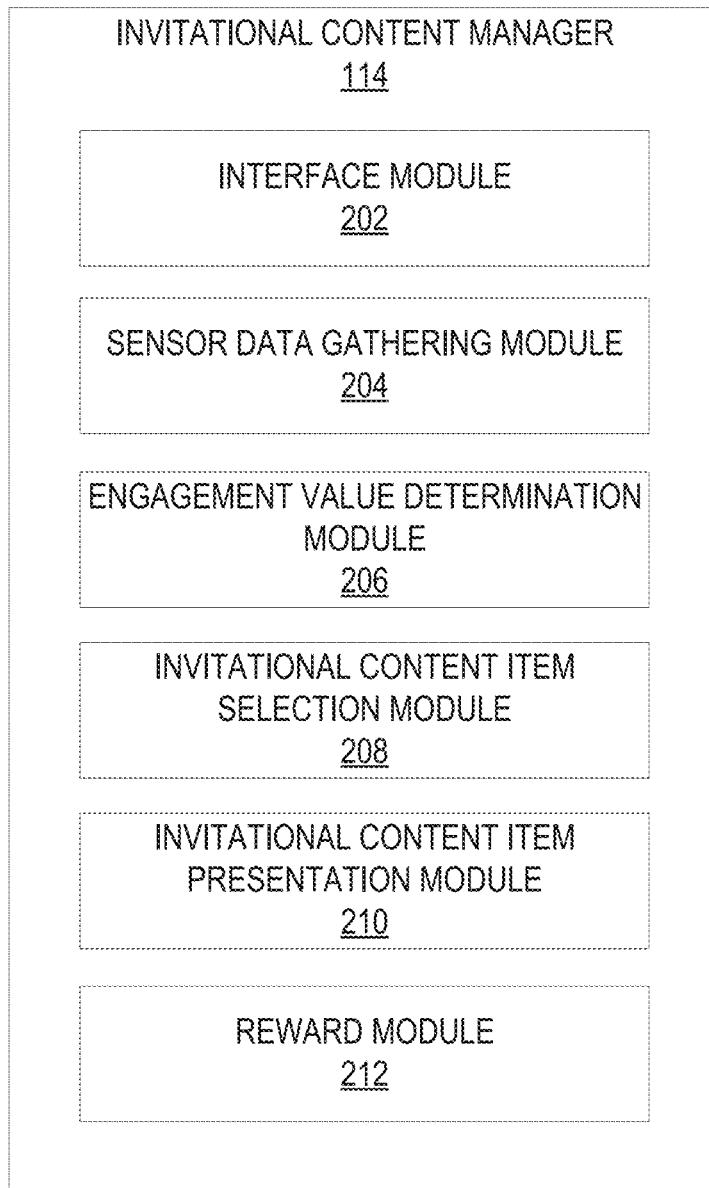 INVITATIONAL CONTENT MANAGER
114
INTERFACE MODULE
202
SENSOR DATA GATHERING MODULE
204
ENGAGEMENT VALUE DETERMINATION
MODULE
206
INVITATIONAL CONTENT ITEM
SELECTION MODULE
208
INVITATIONAL CONTENT ITEM
PRESENTATION MODULE
210
REWARD MODULE
212